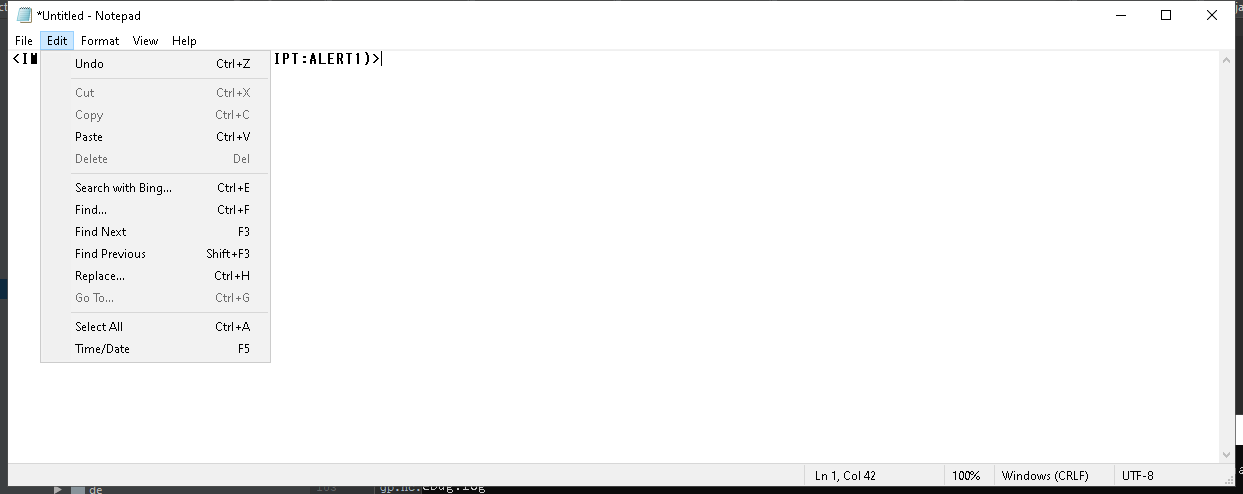 *Untitled - Notepad
File Edit Format View Help
<IM IPT:ALERT1)>
Undo Ctrl+Z
Cut Ctrl+X
Copy Ctrl+C
Paste Ctrl+V
Delete Del
Search with Bing... Ctrl+E
Find... Ctrl+F
Find Next F3
Find Previous Shift+F3
Replace... Ctrl+H
Go To... Ctrl+G
Select All Ctrl+A
Time/Date F5
Ln 1, Col 42 100% Windows (CRLF) UTF-8
de